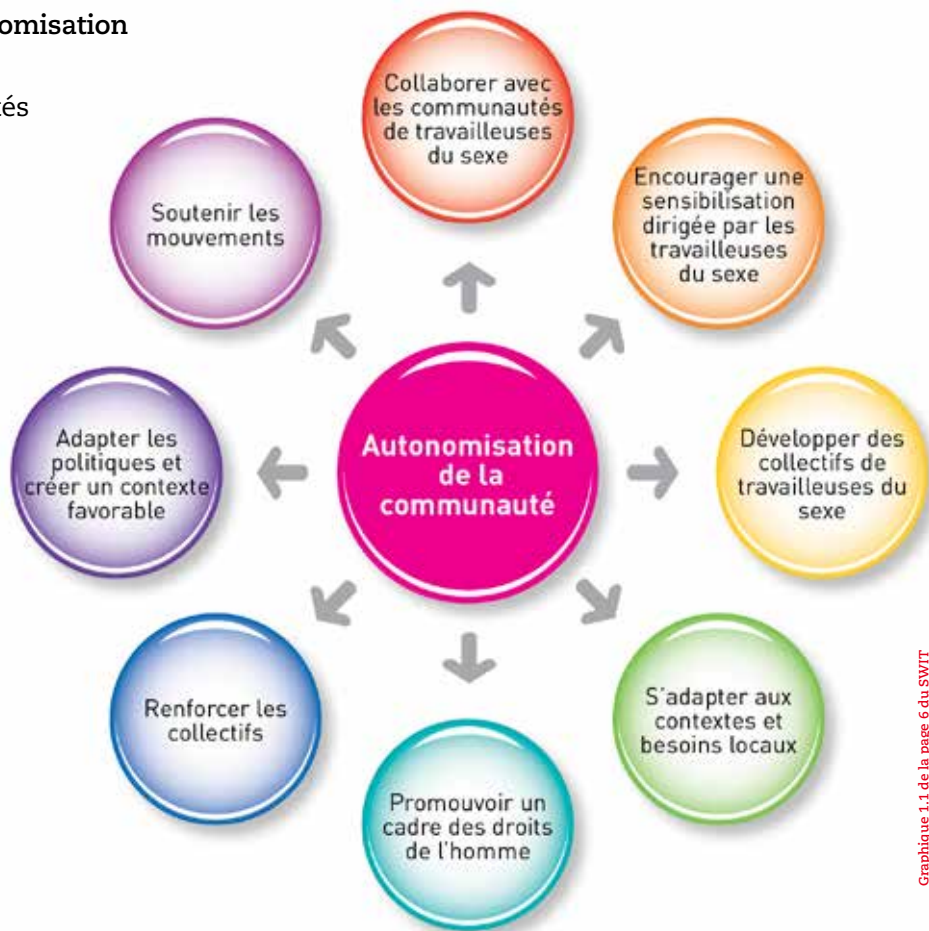 nomisation
tés
Collaborer avec
les communautés
de travailleuses
du sexe
Encourager une
sensibilisation
dirigée par les
travailleuses
du sexe
Développer des
collectifs de
travailleuses du
sexe
S'adapter aux
contextes et
besoins locaux
Promouvoir un
cadre des droits
de l'homme
Renforcer les
collectifs
Adapter les
politiques et
créer un contexte
favorable
Soutenir les
mouvements
Autonomisation
de la
communauté
Graphique 1.1 de la page 6 du SWIT